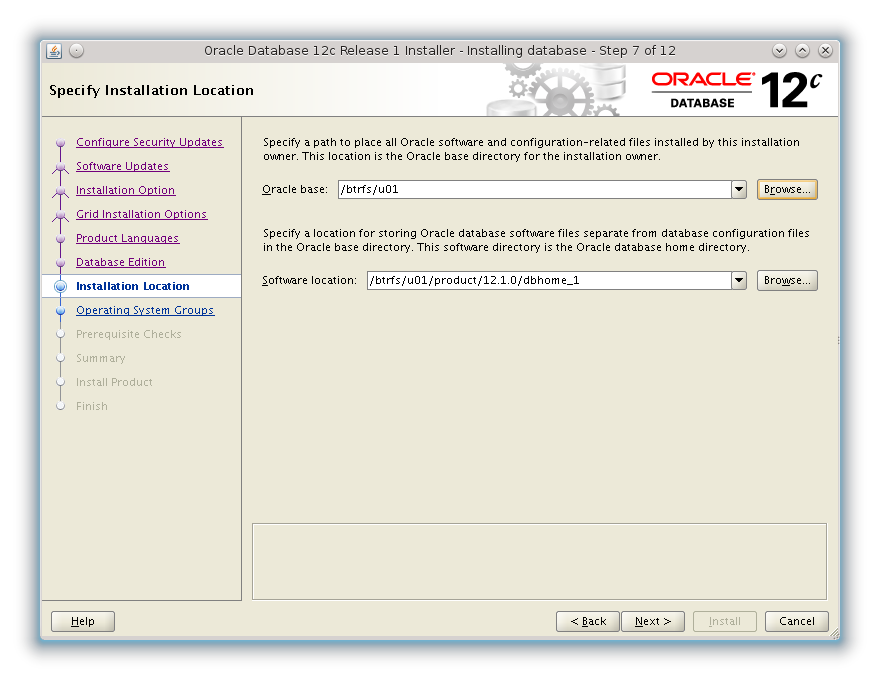 Oracle Database 12c Release 1 Installer - Installing database - Step 7 of 12
Specify Installation Location
ORACLE®
DATABASE
12c
Configure Security Updates
Software Updates
Installation Option
Grid Installation Options
Product Languages
Database Edition
Installation Location
Operating System Groups
Prerequisite Checks
Summary
Install Product
Finish
Specify a path to place all Oracle software and configuration-related files installed by this installation
owner. This location is the Oracle base directory for the installation owner.
Oracle base: /btrfs/u01 Browse...
Specify a location for storing Oracle database software files separate from database configuration files
in the Oracle base directory. This software directory is the Oracle database home directory.
Software location: /btrfs/u01/product/12.1.0/dbhome_1 Browse...
Help < Back Next > Install Cancel